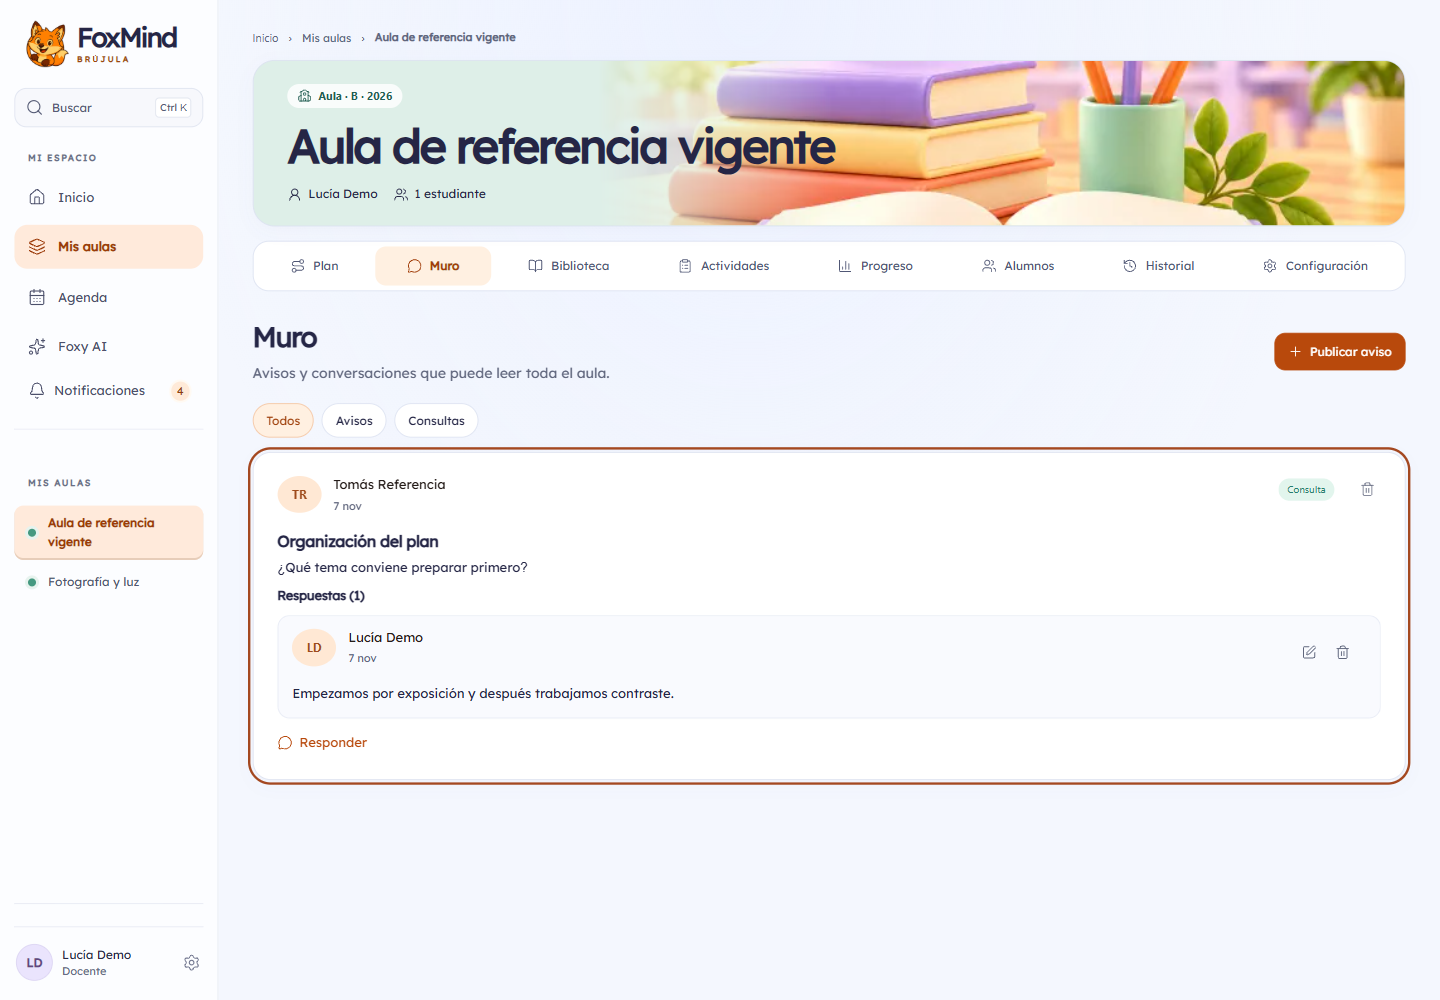 FoxMind
BRÚJULA
Buscar
Ctrl K
MI ESPACIO
Inicio
Mis aulas
Agenda
Foxy AI
Notificaciones
4
MIS AULAS
Aula de referencia
vigente
Fotografía y luz
LD
Lucía Demo
Docente
Inicio › Mis aulas › Aula de referencia vigente
Aula · B · 2026
Aula de referencia vigente
Lucía Demo 1 estudiante
Plan Muro Biblioteca Actividades Progreso Alumnos Historial Configuración
Muro
Avisos y conversaciones que puede leer toda el aula.
+ Publicar aviso
Todos Avisos Consultas
TR
Tomás Referencia
7 nov
Consulta
Organización del plan
¿Qué tema conviene preparar primero?
Respuestas (1)
LD
Lucía Demo
7 nov
Empezamos por exposición y después trabajamos contraste.
Responder